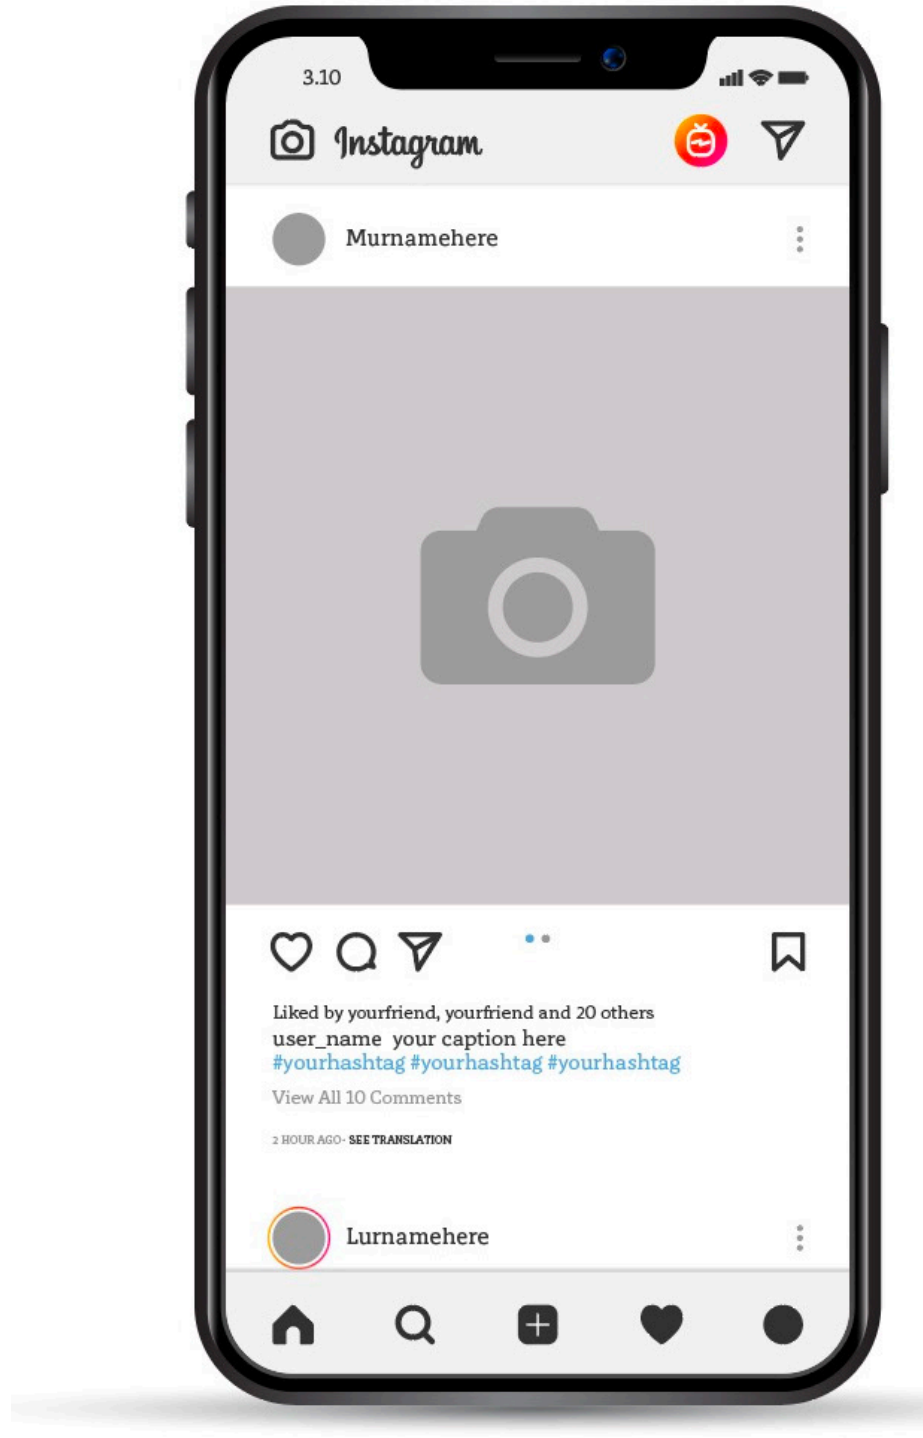 3.10
Instagram
Murnamehere
Liked by yourfriend, yourfriend and 20 others
user_name your caption here
#yourhashtag #yourhashtag #yourhashtag
View All 10 Comments
2 HOUR AGO· SEE TRANSLATION
Lurnamehere